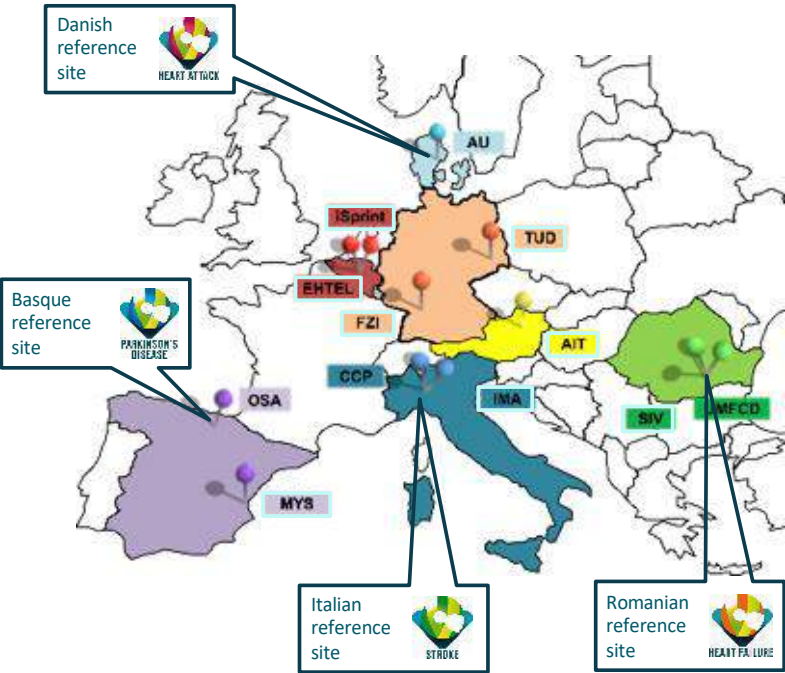 Danish
reference
site
HEART ATTACK
AU
iSprint
TUD
EHTEL
Basque
reference
site
PARKINSON'S
DISEASE
FZI
AIT
CCP
OSA
IMA
SIV
UMFCD
MYS
Italian
reference
site
STROKE
Romanian
reference
site
HEART FAILURE